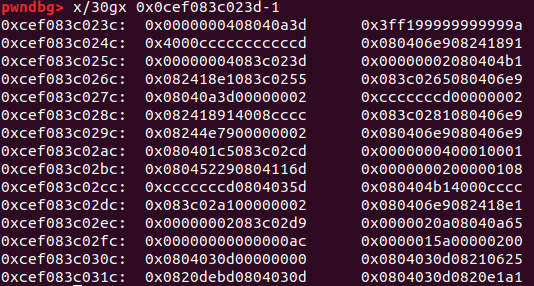 pwndbg> x/30gx 0x0cef083c023d-1
0xcef083c023c: 0x0000000408040a3d 0x3ff199999999999a
0xcef083c024c: 0x4000cccccccccccd 0x080406e908241891
0xcef083c025c: 0x00000004083c023d 0x00000002080404b1
0xcef083c026c: 0x082418e1083c0255 0x083c0265080406e9
0xcef083c027c: 0x08040a3d00000002 0xcccccccd00000002
0xcef083c028c: 0x082418914008cccc 0x083c0281080406e9
0xcef083c029c: 0x08244e7900000002 0x080406e9080406e9
0xcef083c02ac: 0x080401c5083c02cd 0x0000000400010001
0xcef083c02bc: 0x080452290804116d 0x0000000200000108
0xcef083c02cc: 0xcccccccd0804035d 0x080404b14000cccc
0xcef083c02dc: 0x083c02a100000002 0x080406e9082418e1
0xcef083c02ec: 0x00000002083c02d9 0x0000020a08040a65
0xcef083c02fc: 0x00000000000000ac 0x0000015a00000200
0xcef083c030c: 0x0804030d00000000 0x0804030d08210625
0xcef083c031c: 0x0820debd0804030d 0x0804030d0820e1a1